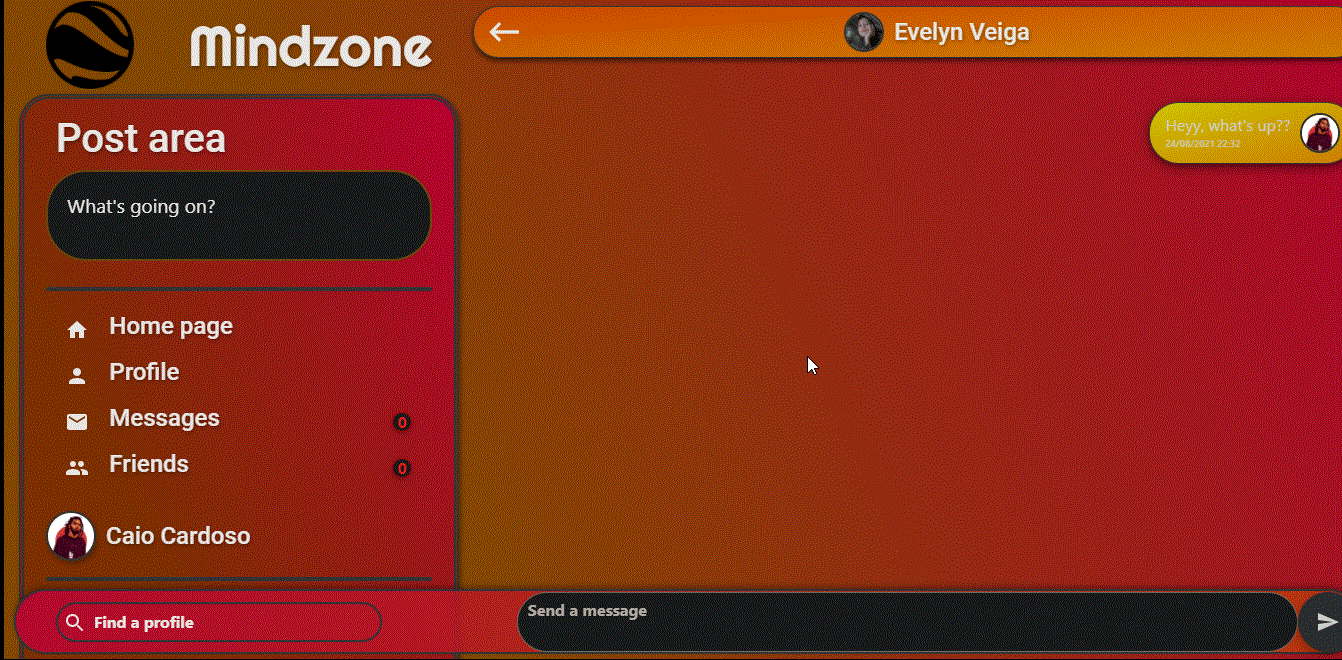 Mindzone
Evelyn Veiga
Post area
Heyy, what's up??
24/08/2021 22:32
What's going on?
Home page
Profile
Messages
0
Friends
0
Caio Cardoso
Find a profile
Send a message